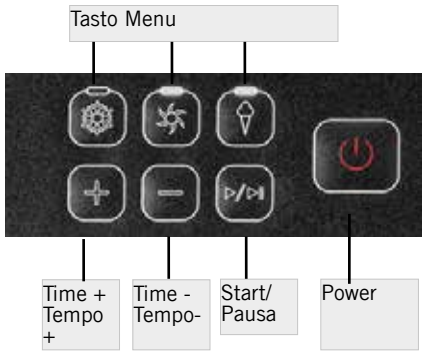 Tasto Menu
Time +
Tempo
+
Time -
Tempo-
Start/
Pausa
Power